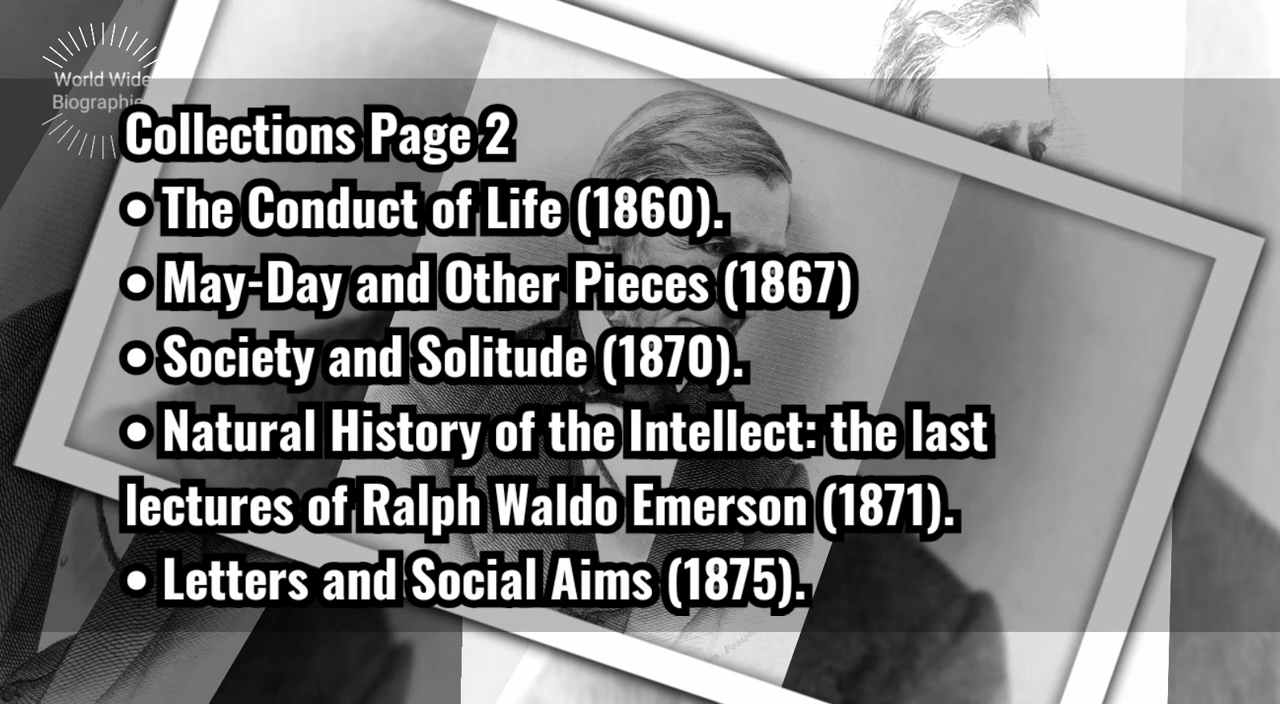 World Wide
Biographie
Collections Page 2
• The Conduct of Life (1860).
• May-Day and Other Pieces (1867)
• Society and Solitude (1870).
• Natural History of the Intellect: the last
lectures of Ralph Waldo Emerson (1871).
• Letters and Social Aims (1875).